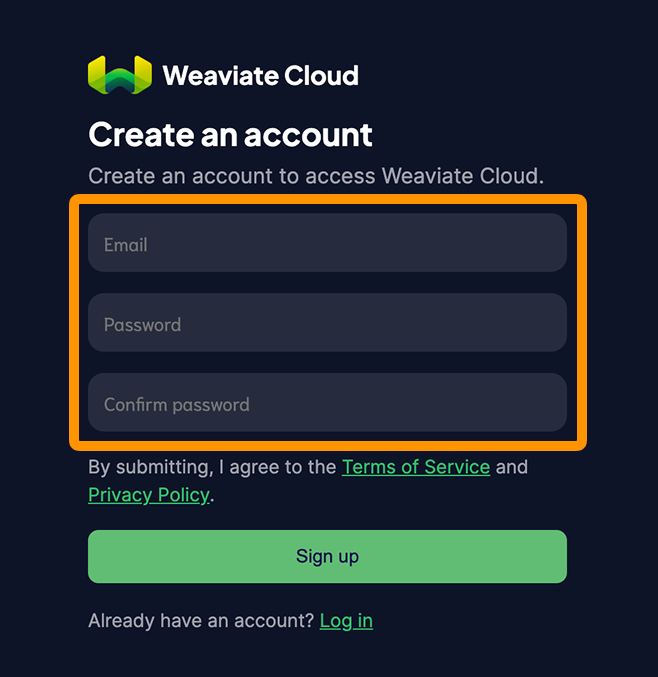 Weaviate Cloud
Create an account
Create an account to access Weaviate Cloud.
Email
Password
Confirm password
By submitting, I agree to the Terms of Service and
Privacy Policy.
Sign up
Already have an account? Log in